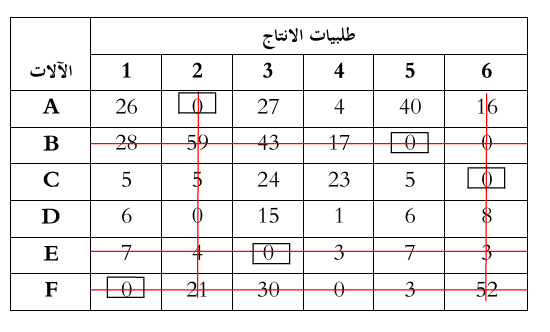 طلبيات الانتاج
الآلات 1 2 3 4 5 6
A 26 0 27 4 40 16
B 28 59 43 17 0 0
C 5 5 24 23 5 0
D 6 0 15 1 6 8
E 7 4 0 3 7 3
F 0 21 30 0 3 52